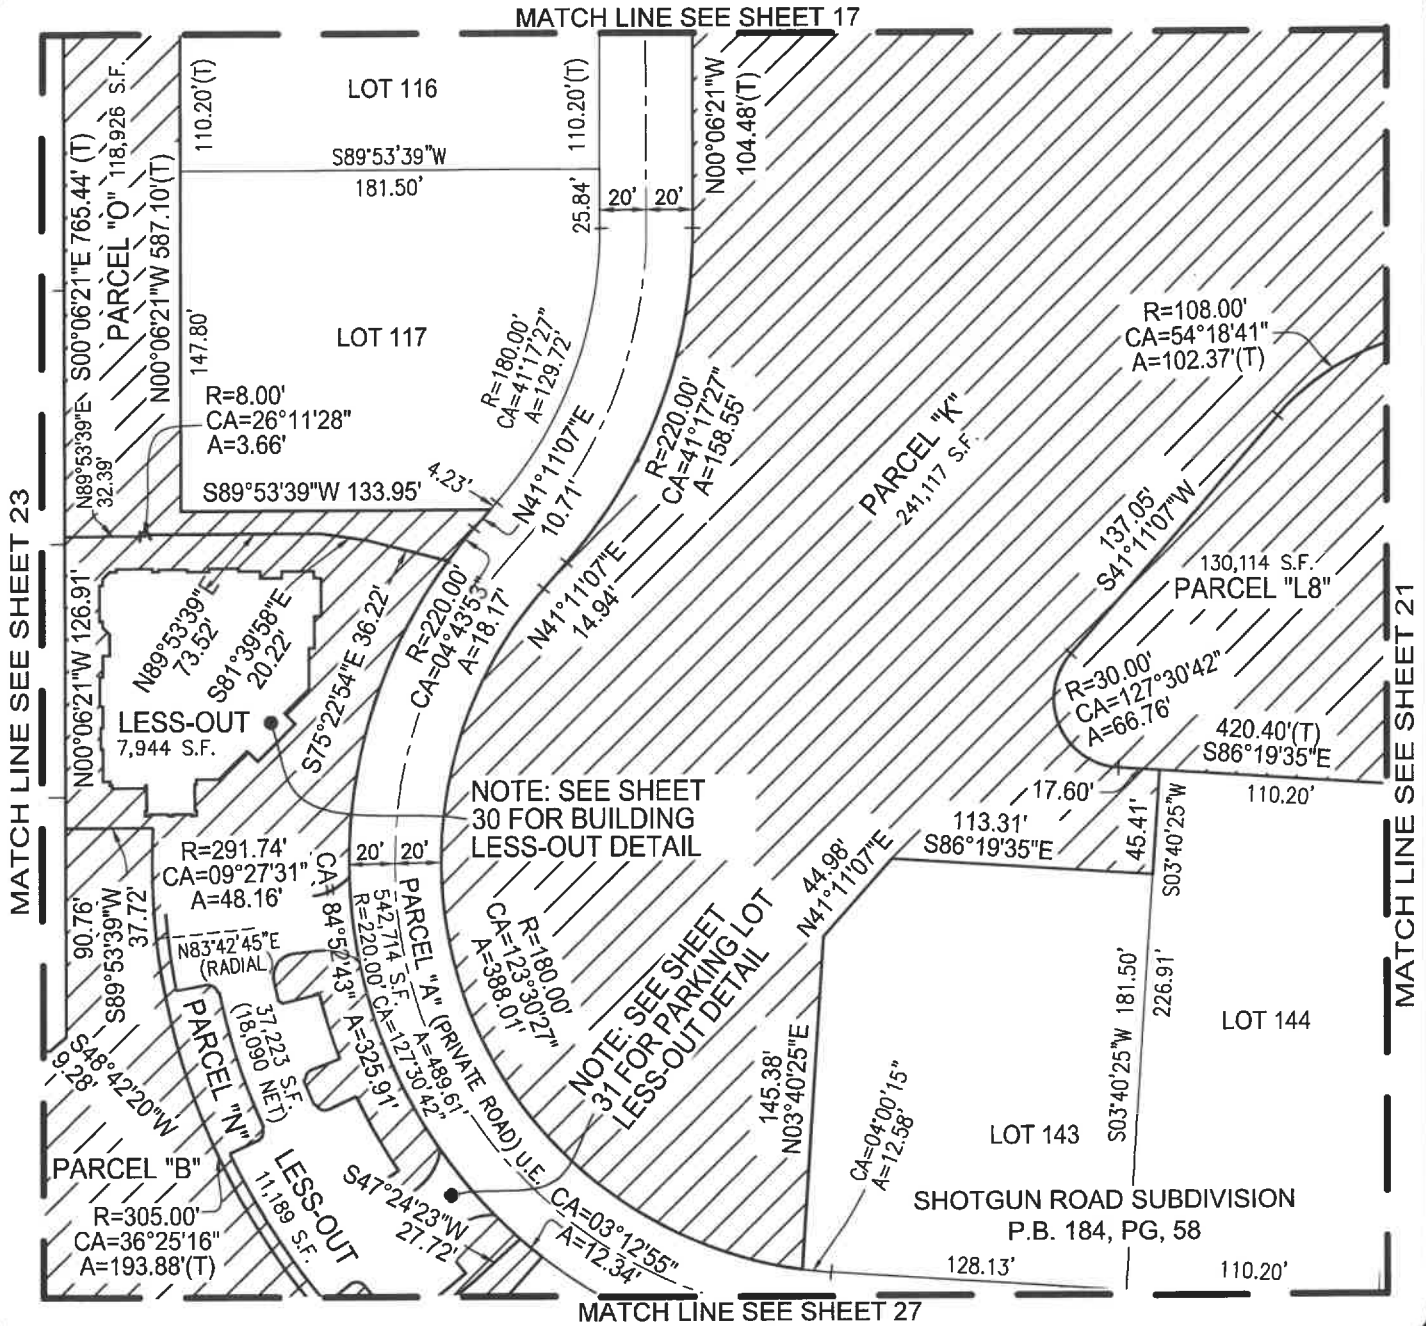 MATCH LINE SEE SHEET 17
S00°06'21"E 765.44' (T)
PARCEL "O" 118,926 S.F.
N00°06'21"W 587.10'(T)
110.20'(T)
LOT 116
110.20'(T)
S89°53'39"W
181.50'
25.84'
20'
20'
N00°06'21"W
104.48'(T)
LOT 117
147.80'
R=180.00'
CA=41°17'27"
A=129.72'
R=108.00'
CA=54°18'41"
A=102.37'(T)
R=8.00'
CA=26°11'28"
A=3.66'
N89°53'39"E
32.39'
S89°53'39"W 133.95'
4.23'
N41°11'07"E
10.71'
R=220.00'
CA=41°17'27"
A=158.55'
PARCEL "K"
241,117 S.F.
137.05'
S41°11'07"W
MATCH LINE SEE SHEET 23
N00°06'21"W 126.91'
N89°53'39"E
73.52'
S81°39'58"E
20.22'
S75°22'54"E 36.22'
R=220.00'
CA=04°43'53"
A=18.17'
N41°11'07"E
14.94'
130,114 S.F.
PARCEL "L8"
R=30.00'
CA=127°30'42"
A=66.76'
420.40'(T)
S86°19'35"E
110.20'
MATCH LINE SEE SHEET 21
LESS-OUT
7,944 S.F.
NOTE: SEE SHEET
30 FOR BUILDING
LESS-OUT DETAIL
17.60'
113.31'
S86°19'35"E
45.41'
S03°40'25"W
44.98'
N41°11'07"E
R=291.74'
CA=09°27'31"
A=48.16'
20'
20'
90.76'
S89°53'39"W
37.72'
N83°42'45"E
(RADIAL)
CA= 84°52'43" A=325.91'
PARCEL "A" (PRIVATE ROAD) U.E.
542,714 S.F. A=489.61'
R=220.00' CA=127°30'42"
R=180.00'
CA=123°30'27"
A=388.01'
NOTE: SEE SHEET
31 FOR PARKING LOT
LESS-OUT DETAIL
S03°40'25"W 181.50'
226.91'
LOT 144
S48°42'20"W
9.28'
PARCEL "N"
37,223 S.F.
(18,090 NET)
145.38'
N03°40'25"E
CA=04°00'15"
A=12.58'
LOT 143
PARCEL "B"
R=305.00'
CA=36°25'16"
A=193.88'(T)
LESS-OUT
11,189 S.F.
S47°24'23"W
27.72'
CA=03°12'55"
A=12.34'
SHOTGUN ROAD SUBDIVISION
P.B. 184, PG, 58
128.13'
110.20'
MATCH LINE SEE SHEET 27